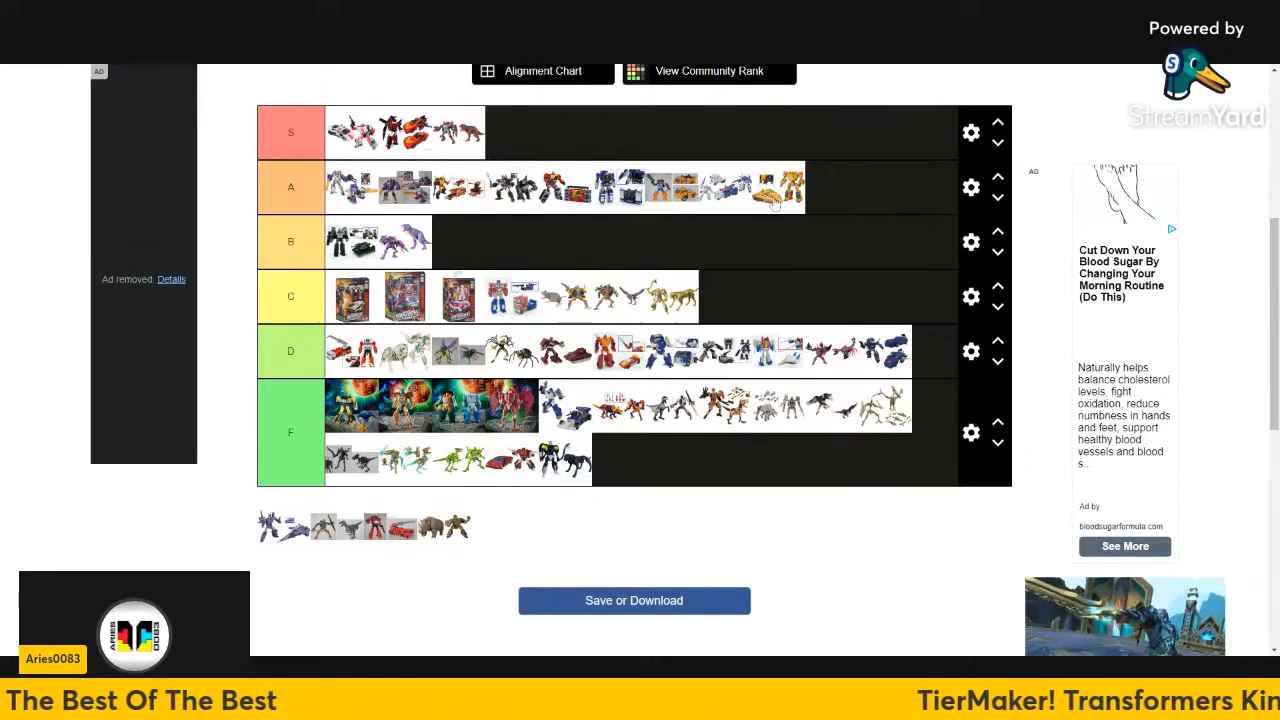 Powered by
StreamYard
AD
Alignment Chart
View Community Rank
S
A
B
C
D
F
Ad removed. Details
AD
Cut Down Your
Blood Sugar By
Changing Your
Morning Routine
(Do This)
Naturally helps
balance cholesterol
levels, fight
oxidation, reduce
numbness in hands
and feet, support
healthy blood
vessels and blood
s...
Ad by
bloodsugarformula.com
See More
Save or Download
ARIES
0083
Aries0083
The Best Of The Best
TierMaker! Transformers Kin